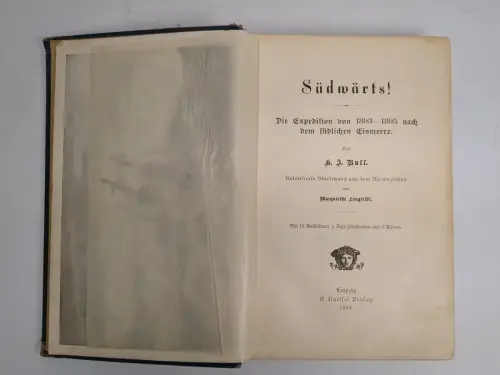 Südwärts!
Die Expedition von 1893–1895 nach
dem südlichen Eismeere.
Von
H. J. Bull.
Autorisierte Übersetzung aus dem Norwegischen
von
Margarethe Langfeldt.
Leipzig
H. Haessel Verlag